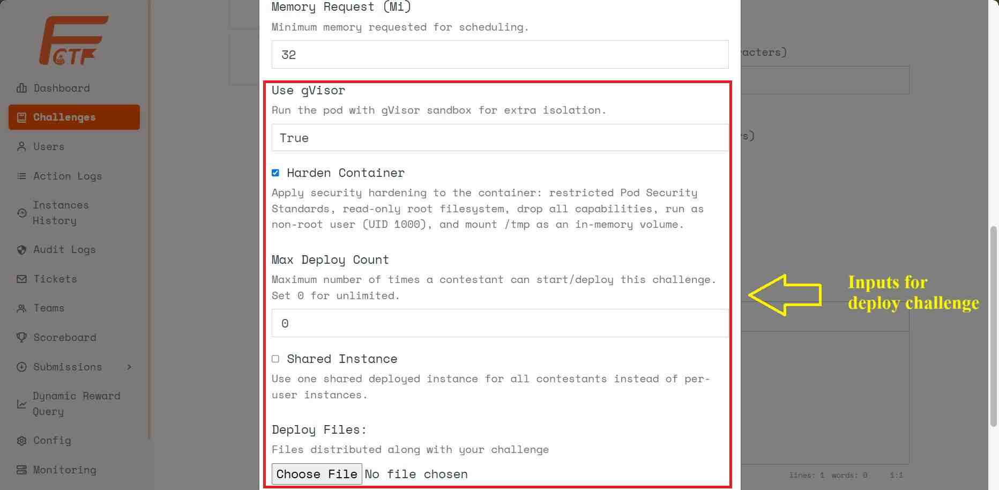 FCTF
Dashboard
Challenges
Users
Action Logs
Instances
History
Audit Logs
Tickets
Teams
Scoreboard
Submissions
Dynamic Reward
Query
Config
Monitoring
Memory Request (Mi)
Minimum memory requested for scheduling.
32
Use gVisor
Run the pod with gVisor sandbox for extra isolation.
True
Harden Container
Apply security hardening to the container: restricted Pod Security
Standards, read-only root filesystem, drop all capabilities, run as
non-root user (UID 1000), and mount /tmp as an in-memory volume.
Max Deploy Count
Maximum number of times a contestant can start/deploy this challenge.
Set 0 for unlimited.
0
Shared Instance
Use one shared deployed instance for all contestants instead of per-
user instances.
Deploy Files:
Files distributed along with your challenge
Choose File No file chosen
acters)
s)
Inputs for
deploy challenge
lines: 1 words: 0 1:1